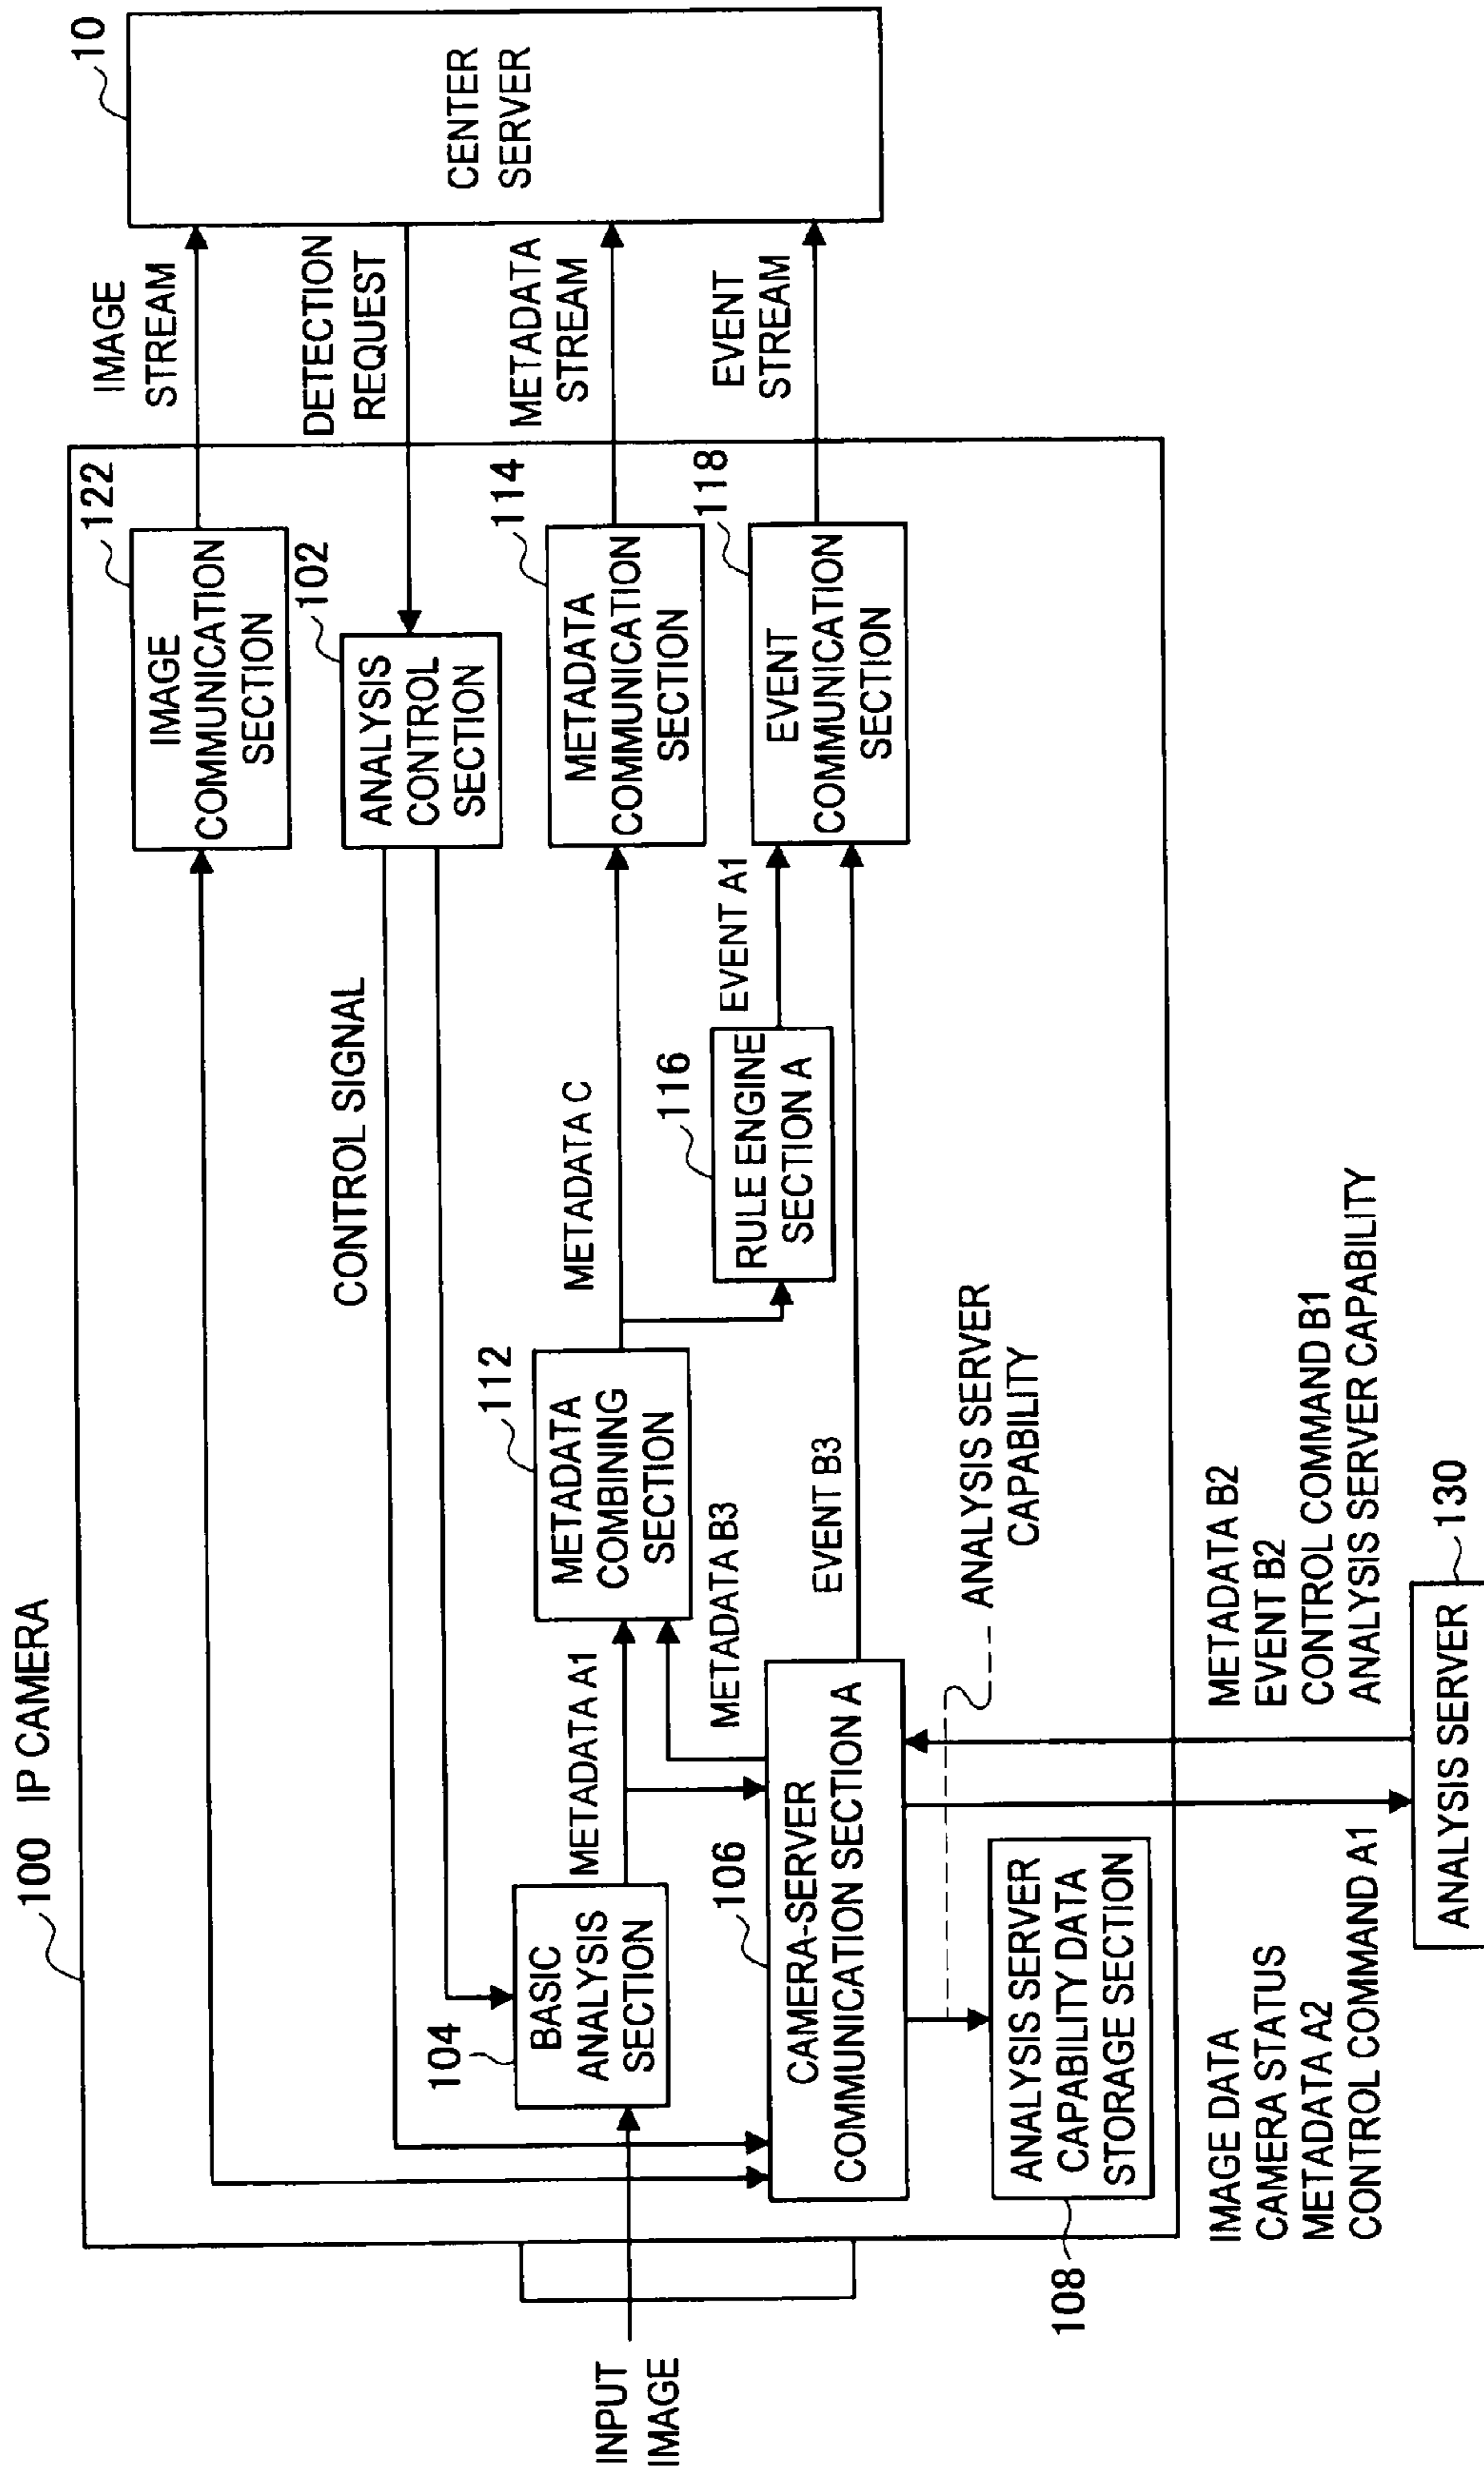 100 IP CAMERA
10
CENTER
SERVER
IMAGE
STREAM
DETECTION
REQUEST
METADATA
STREAM
EVENT
STREAM
122
IMAGE
COMMUNICATION
SECTION
102
ANALYSIS
CONTROL
SECTION
114
METADATA
COMMUNICATION
SECTION
118
EVENT
COMMUNICATION
SECTION
CONTROL SIGNAL
METADATA C
EVENT A1
116
RULE ENGINE
SECTION A
112
METADATA
COMBINING
SECTION
METADATA A1
METADATA B3
EVENT B3
104
BASIC
ANALYSIS
SECTION
106
CAMERA-SERVER
COMMUNICATION SECTION A
ANALYSIS SERVER
CAPABILITY
108
ANALYSIS SERVER
CAPABILITY DATA
STORAGE SECTION
INPUT
IMAGE
IMAGE DATA
CAMERA STATUS
METADATA A2
CONTROL COMMAND A1
METADATA B2
EVENT B2
CONTROL COMMAND B1
ANALYSIS SERVER CAPABILITY
ANALYSIS SERVER
130